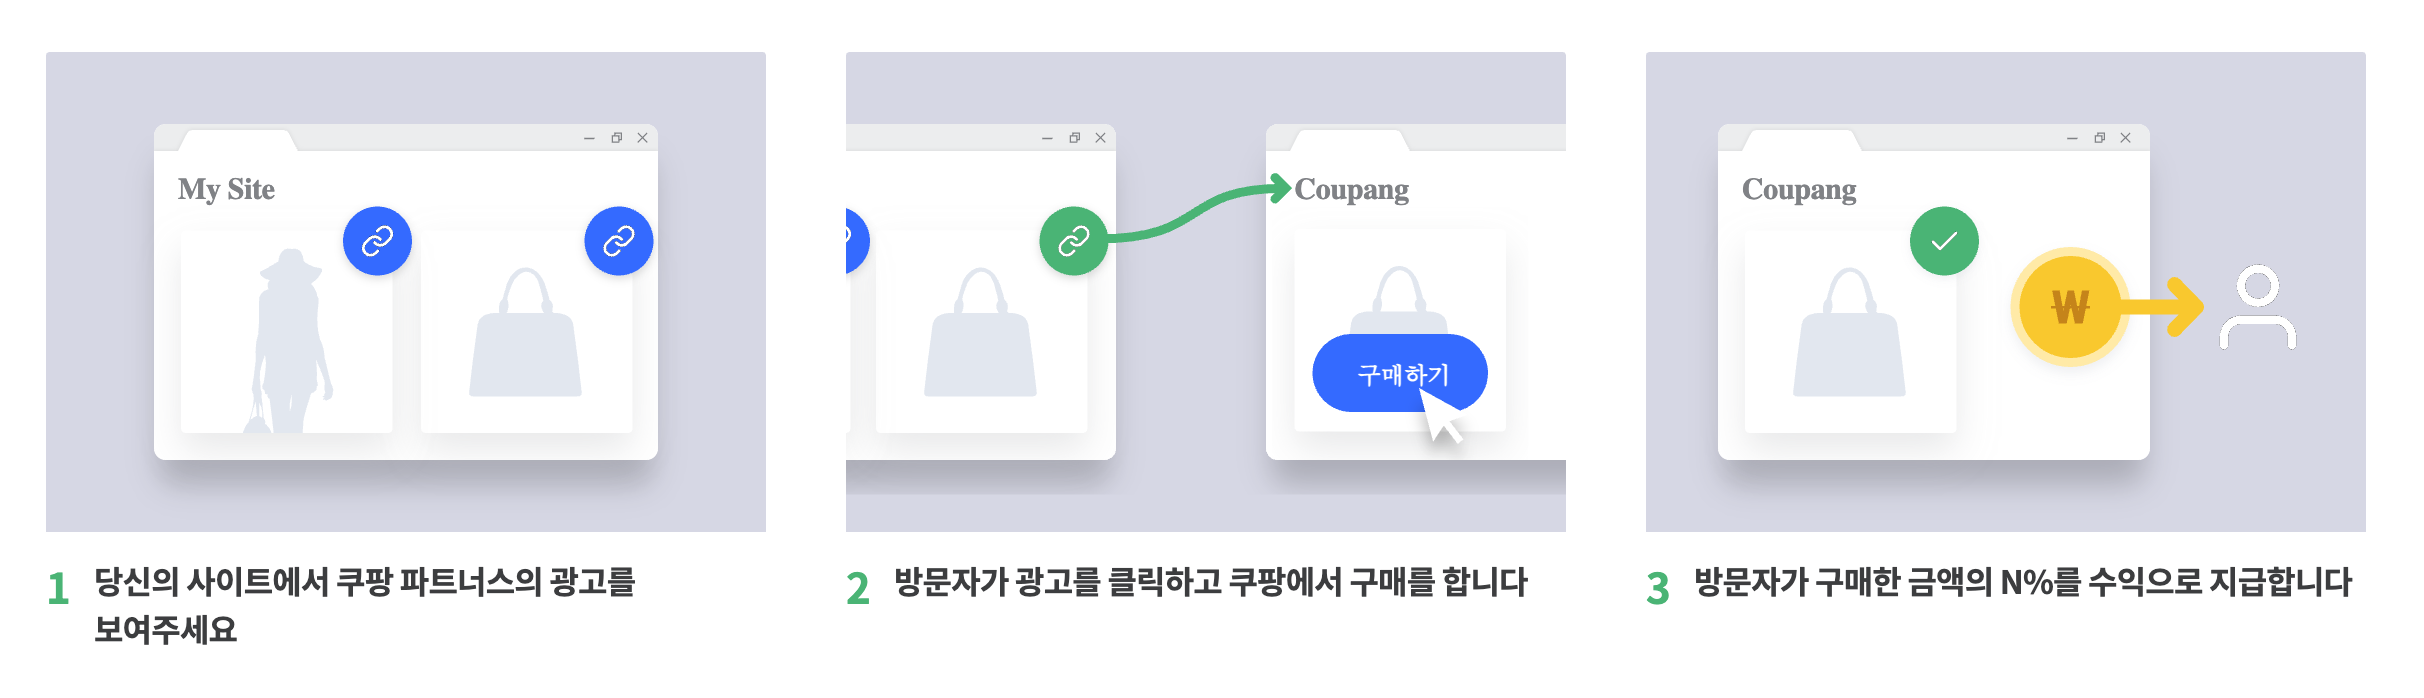 My Site
1 당신의 사이트에서 쿠팡 파트너스의 광고를
보여주세요
Coupang
구매하기
2 방문자가 광고를 클릭하고 쿠팡에서 구매를 합니다
Coupang
₩
3 방문자가 구매한 금액의 N%를 수익으로 지급합니다